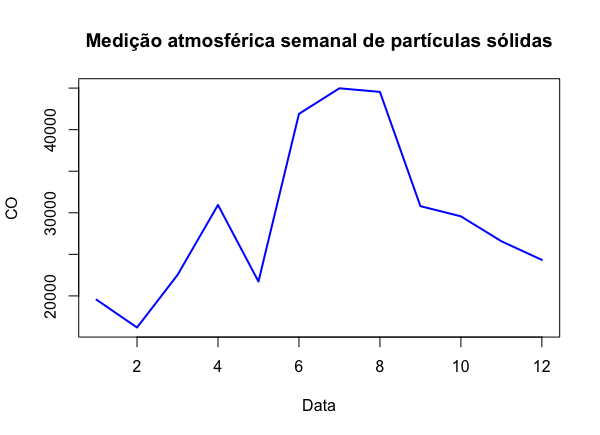 Medição atmosférica semanal de partículas sólidas
CO
40000
30000
20000
2 4 6 8 10 12
Data